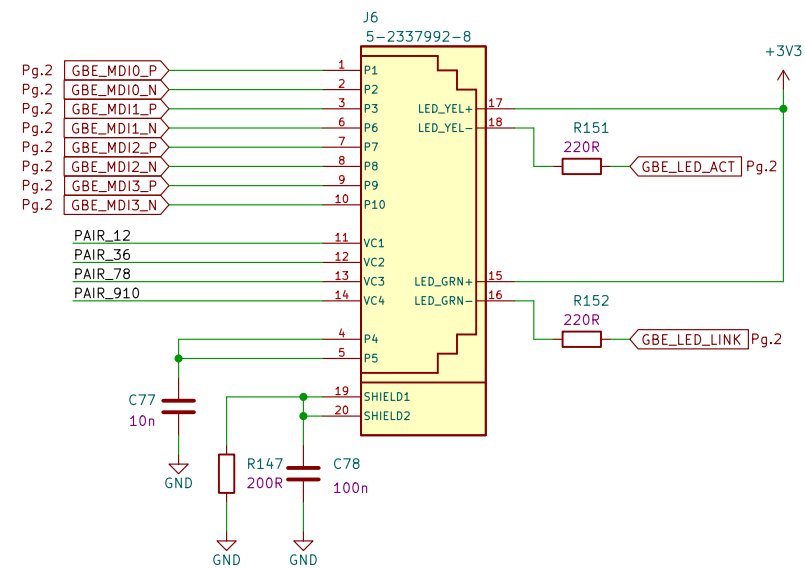 J6
5-2337992-8
+3V3
Pg.2 GBE_MDI0_P 1 P1
Pg.2 GBE_MDI0_N 2 P2
Pg.2 GBE_MDI1_P 3 P3 LED_YEL+ 17
Pg.2 GBE_MDI1_N 6 P6 LED_YEL- 18 R151
Pg.2 GBE_MDI2_P 7 P7 220R
Pg.2 GBE_MDI2_N 8 P8 GBE_LED_ACT Pg.2
Pg.2 GBE_MDI3_P 9 P9
Pg.2 GBE_MDI3_N 10 P10
PAIR_12 11 VC1
PAIR_36 12 VC2
PAIR_78 13 VC3 LED_GRN+ 15
PAIR_910 14 VC4 LED_GRN- 16 R152
220R
4 P4 GBE_LED_LINK Pg.2
5 P5
C77 19 SHIELD1
10n 20 SHIELD2
R147 C78
GND 200R 100n
GND GND